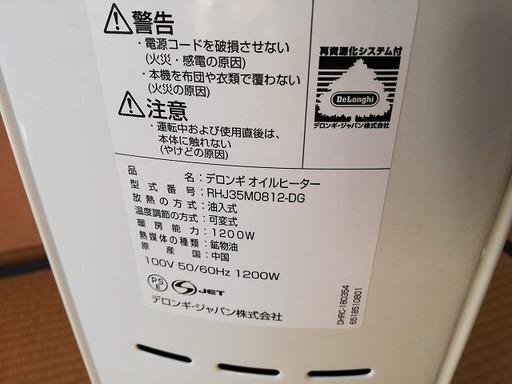 警告
・電源コードを破損させない
(火災・感電の原因)
・本機を布団や衣類で覆わない
(火災の原因)
注意
・運転中および使用直後は、
本体に触れない
(やけどの原因)
再資源化システム付
DeLonghi
デロンギ・ジャパン株式会社
品名:デロンギ オイルヒーター
型式番号:RHJ35M0812-DG
放熱の方式:油入式
温度調節の方式:可変式
暖房能力:1200W
熱媒体の種類:鉱物油
原産国:中国
100V 50/60Hz 1200W
PS
E
JET
デロンギ・ジャパン株式会社
DHRC-180354
6518510801